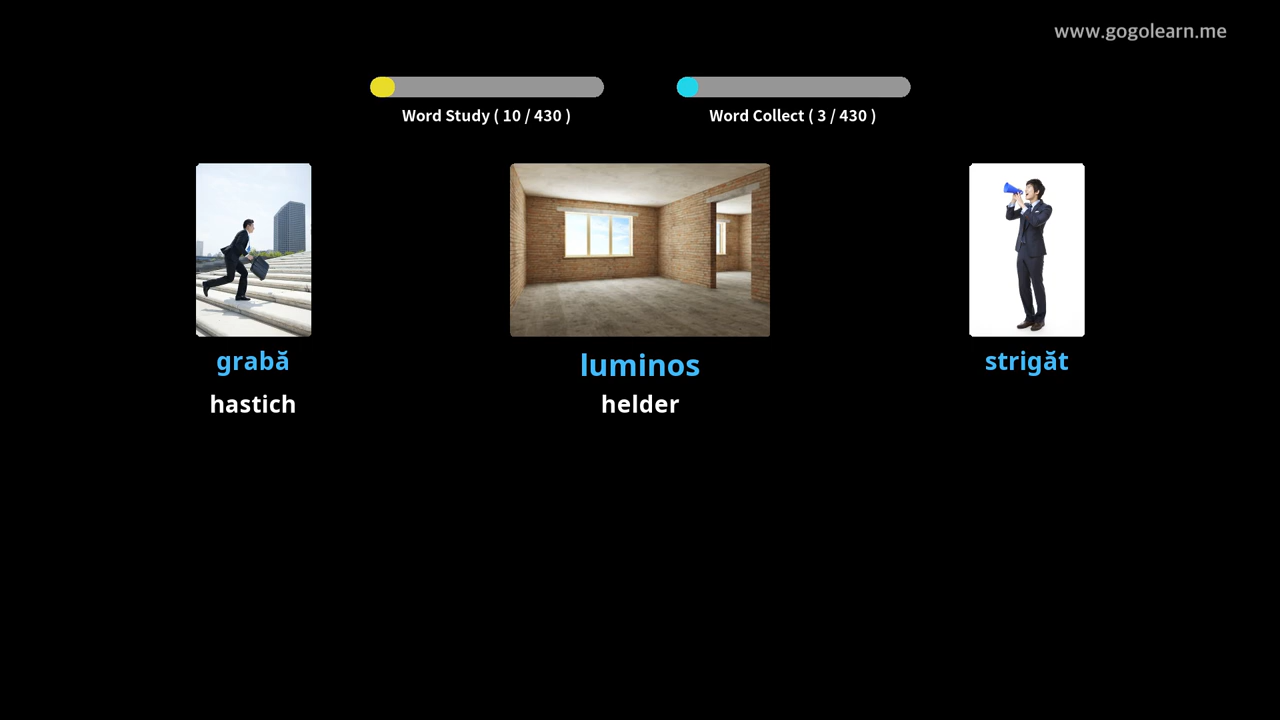 www.gogolearn.me
Word Study ( 10 / 430 )
Word Collect ( 3 / 430 )
grabă
luminos
strigăt
hastich
helder